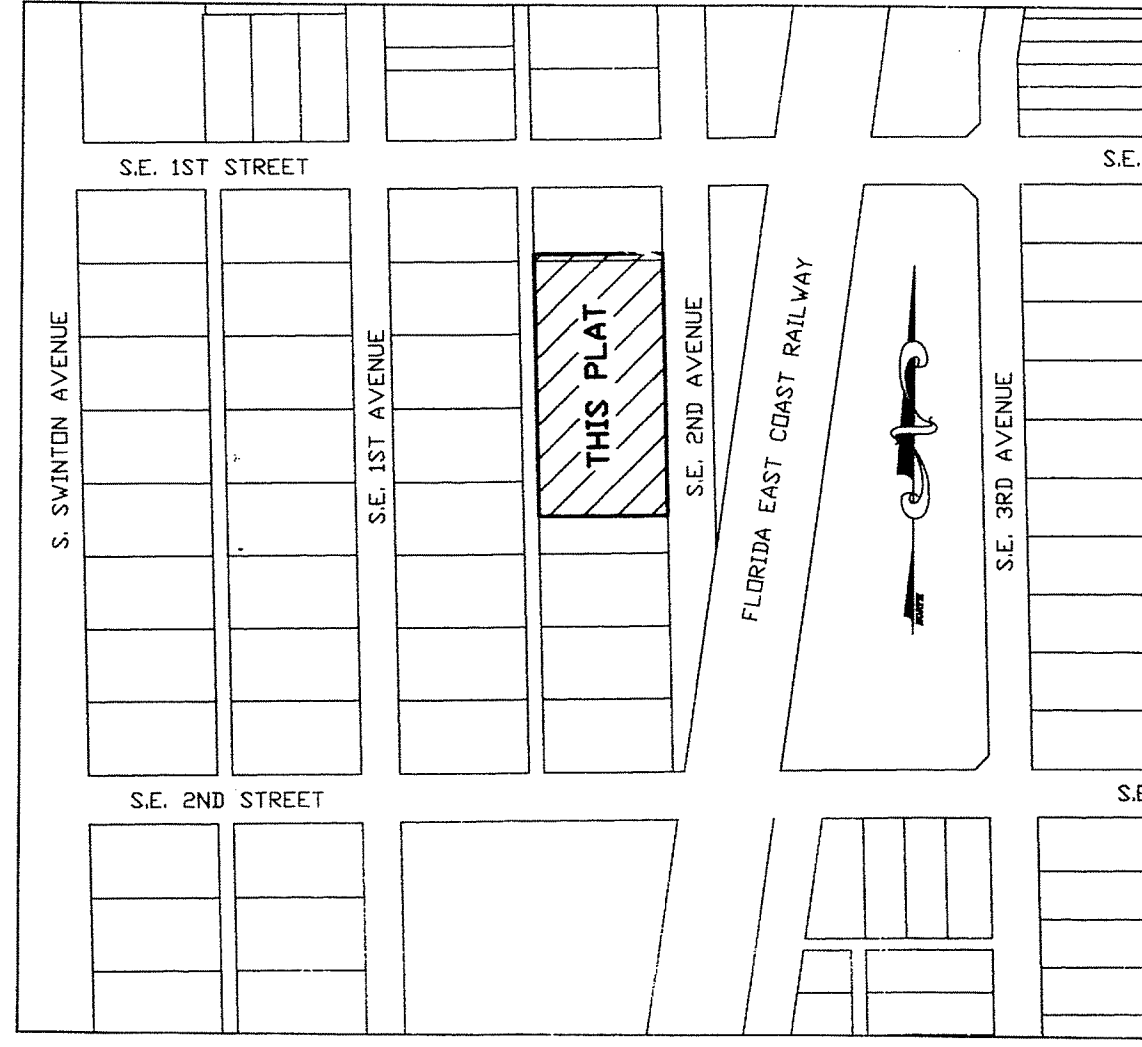 S.E. 1ST STREET
S.E.
S. SWINTON AVENUE
S.E. 1ST AVENUE
THIS PLAT
S.E. 2ND AVENUE
FLORIDA EAST COAST RAILWAY
S.E. 3RD AVENUE
S.E. 2ND STREET
S.E